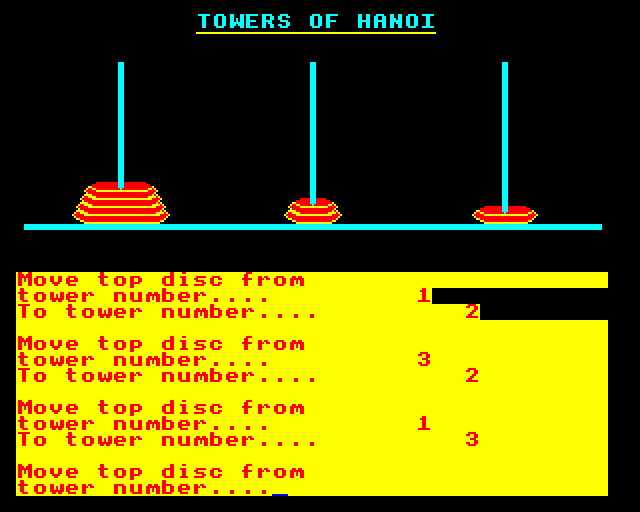 TOWERS OF HANOI
Move top disc from
tower number.... 1
To tower number.... 2
Move top disc from
tower number.... 3
To tower number.... 2
Move top disc from
tower number.... 1
To tower number.... 3
Move top disc from
tower number...._